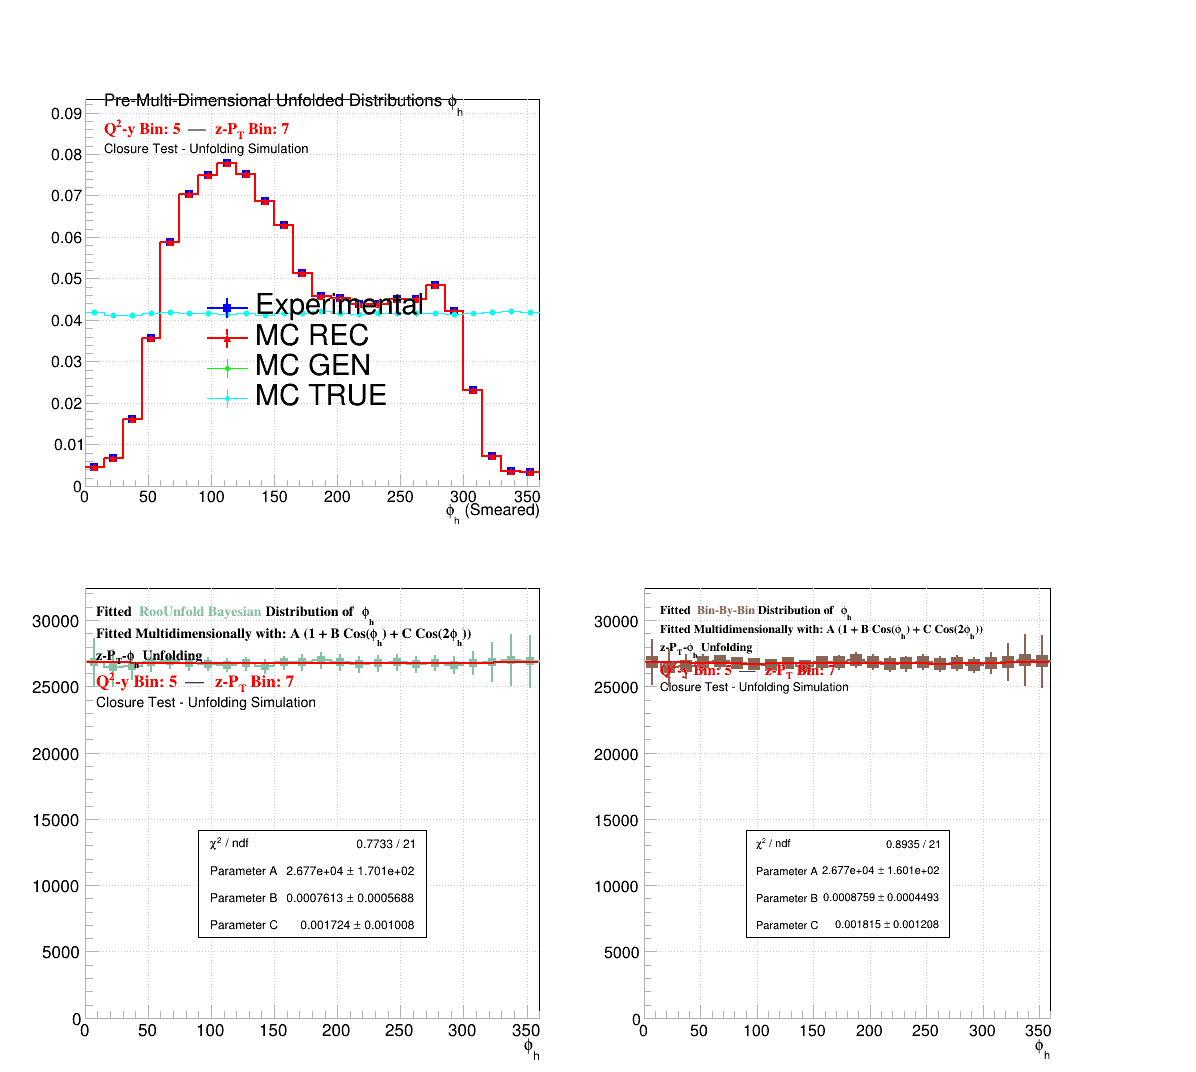 Pre-Multi-Dimensional Unfolded Distributions ϕh
Q²-y Bin: 5 — z-PT Bin: 7
Closure Test - Unfolding Simulation
0.09
0.08
0.07
0.06
0.05
0.04
0.03
0.02
0.01
0
Experimental
MC REC
MC GEN
MC TRUE
0 50 100 150 200 250 300 350
ϕh (Smeared)
Fitted RooUnfold Bayesian Distribution of ϕh
Fitted Multidimensionally with: A (1 + B Cos(ϕh) + C Cos(2ϕh))
z-PT-ϕh Unfolding
Q²-y Bin: 5 — z-PT Bin: 7
Closure Test - Unfolding Simulation
30000
25000
20000
15000
10000
5000
0
χ² / ndf 0.7733 / 21
Parameter A 2.677e+04 ± 1.701e+02
Parameter B 0.0007613 ± 0.0005688
Parameter C 0.001724 ± 0.001008
0 50 100 150 200 250 300 350
ϕh
Fitted Bin-By-Bin Distribution of ϕh
Fitted Multidimensionally with: A (1 + B Cos(ϕh) + C Cos(2ϕh))
z-PT-ϕh Unfolding
Q²-y Bin: 5 — z-PT Bin: 7
Closure Test - Unfolding Simulation
30000
25000
20000
15000
10000
5000
0
χ² / ndf 0.8935 / 21
Parameter A 2.677e+04 ± 1.601e+02
Parameter B 0.0008759 ± 0.0004493
Parameter C 0.001815 ± 0.001208
0 50 100 150 200 250 300 350
ϕh